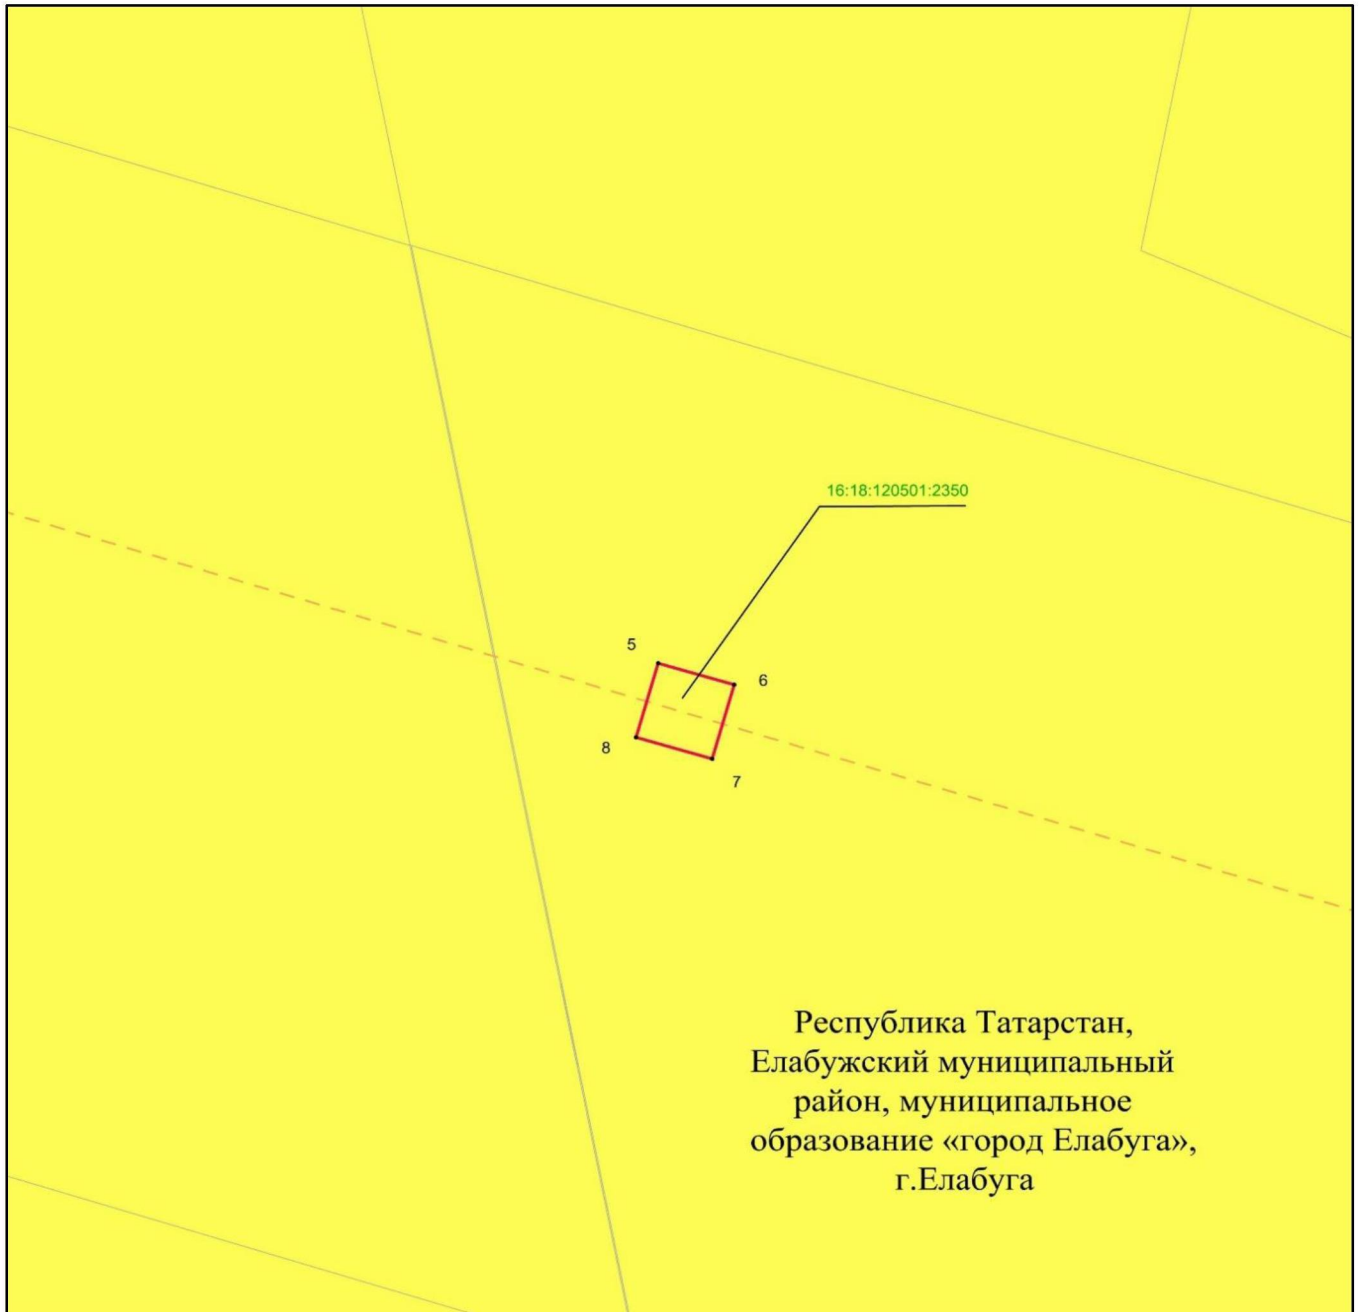 16:18:120501:2350
5
6
8
7
Республика Татарстан,
Елабужский муниципальный
район, муниципальное
образование «город Елабуга»,
г.Елабуга